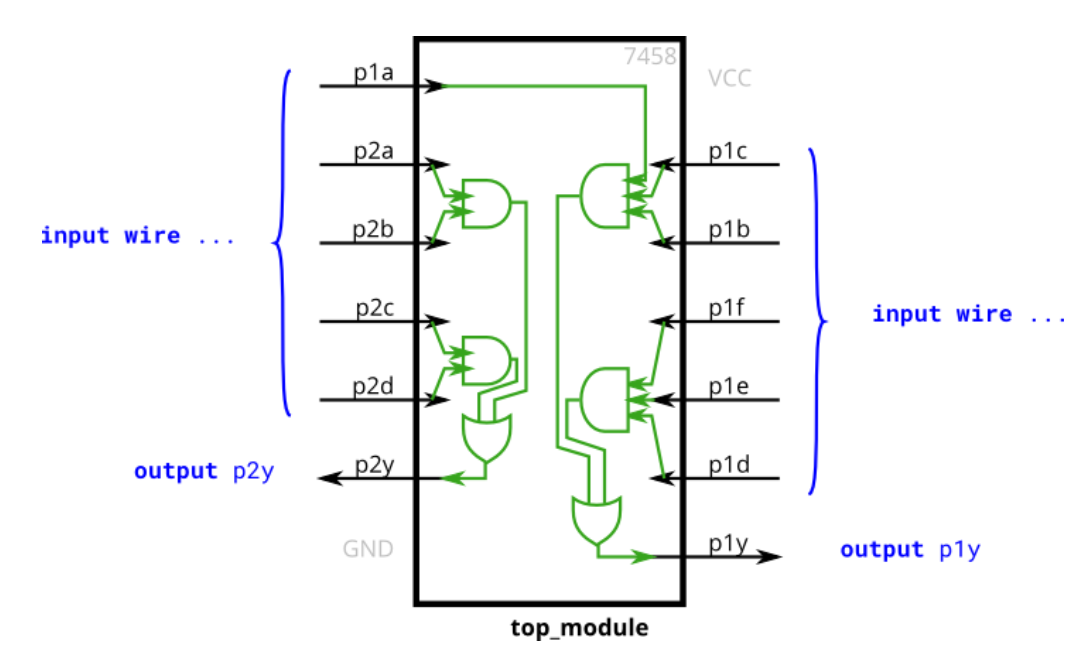 7458
p1a
VCC
p2a
p1c
input wire ...
p2b
p1b
p2c
p1f
input wire ...
p2d
p1e
output p2y
p2y
p1d
GND
p1y
output p1y
top_module